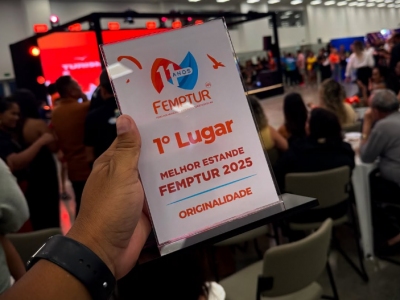 11
ANOS
FEMPTUR
1º Lugar
MELHOR ESTANDE
FEMPTUR 2025
ORIGINALIDADE